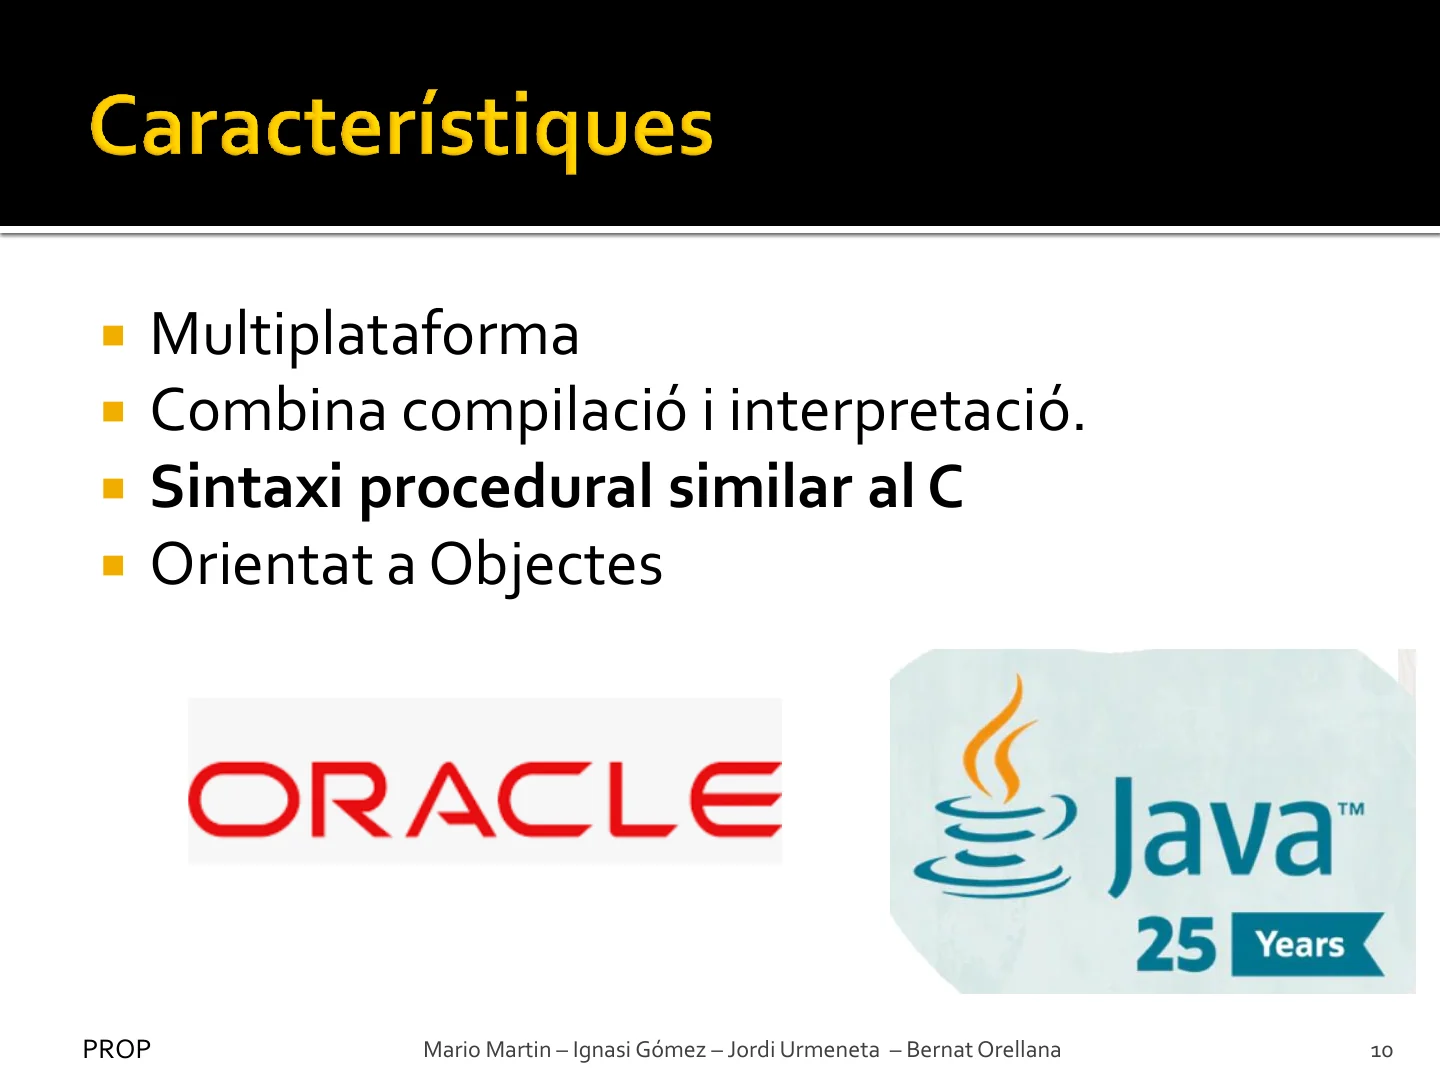 Característiques
Multiplataforma
Combina compilació i interpretació.
Sintaxi procedural similar al C
Orientat a Objectes
ORACLE
Java™
25 Years
PROP
Mario Martin – Ignasi Gómez – Jordi Urmeneta – Bernat Orellana
10